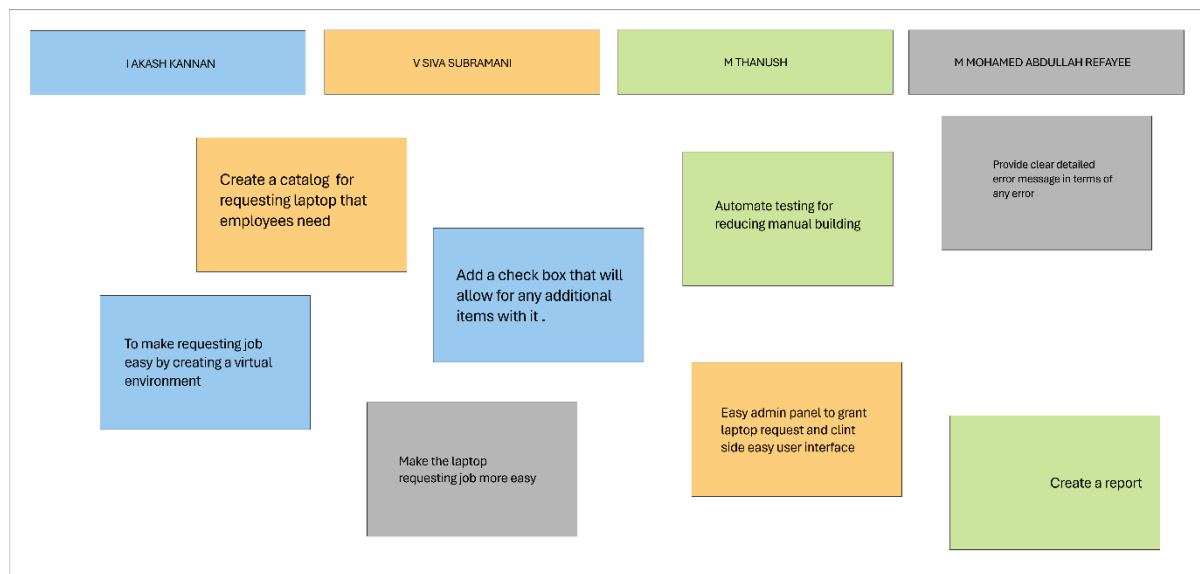 I AKASH KANNAN
V SIVA SUBRAMANI
M THANUSH
M MOHAMED ABDULLAH REFAYEE
Create a catalog for
requesting laptop that
employees need
Automate testing for
reducing manual building
Provide clear detailed
error message in terms of
any error
Add a check box that will
allow for any additional
items with it .
To make requesting job
easy by creating a virtual
environment
Make the laptop
requesting job more easy
Easy admin panel to grant
laptop request and clint
side easy user interface
Create a report